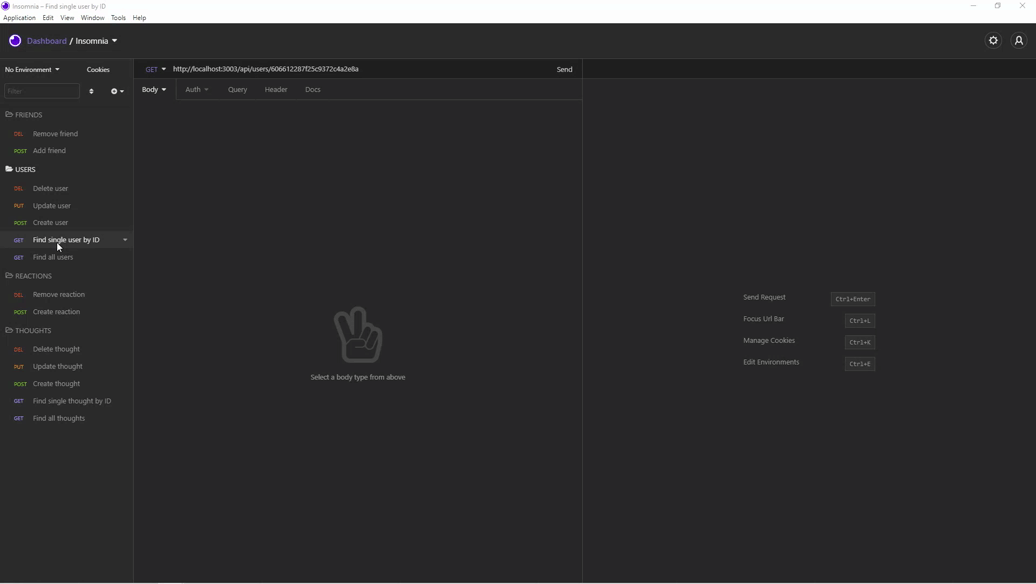 Insomnia – Find single user by ID
Application Edit View Window Tools Help
Dashboard / Insomnia
No Environment Cookies
GET http://localhost:3003/api/users/606612287f25c9372c4a2e8a Send
Filter
Body Auth Query Header Docs
FRIENDS
DEL Remove friend
POST Add friend
USERS
DEL Delete user
PUT Update user
POST Create user
GET Find single user by ID
GET Find all users
REACTIONS
DEL Remove reaction
POST Create reaction
THOUGHTS
DEL Delete thought
PUT Update thought
POST Create thought
GET Find single thought by ID
GET Find all thoughts
Select a body type from above
Send Request Ctrl+Enter
Focus Url Bar Ctrl+L
Manage Cookies Ctrl+K
Edit Environments Ctrl+E